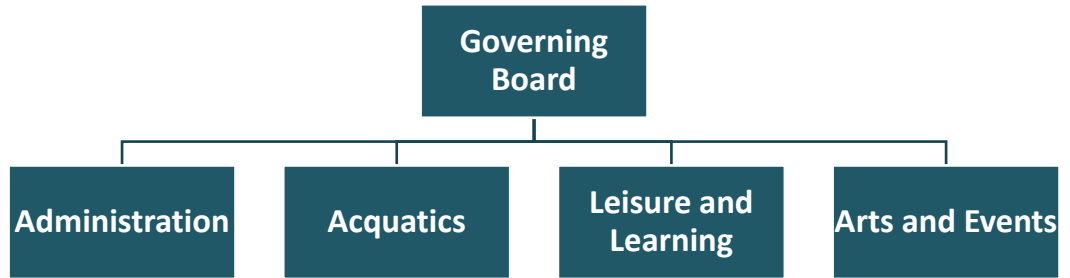 Governing
Board
Administration
Acquatics
Leisure and
Learning
Arts and Events